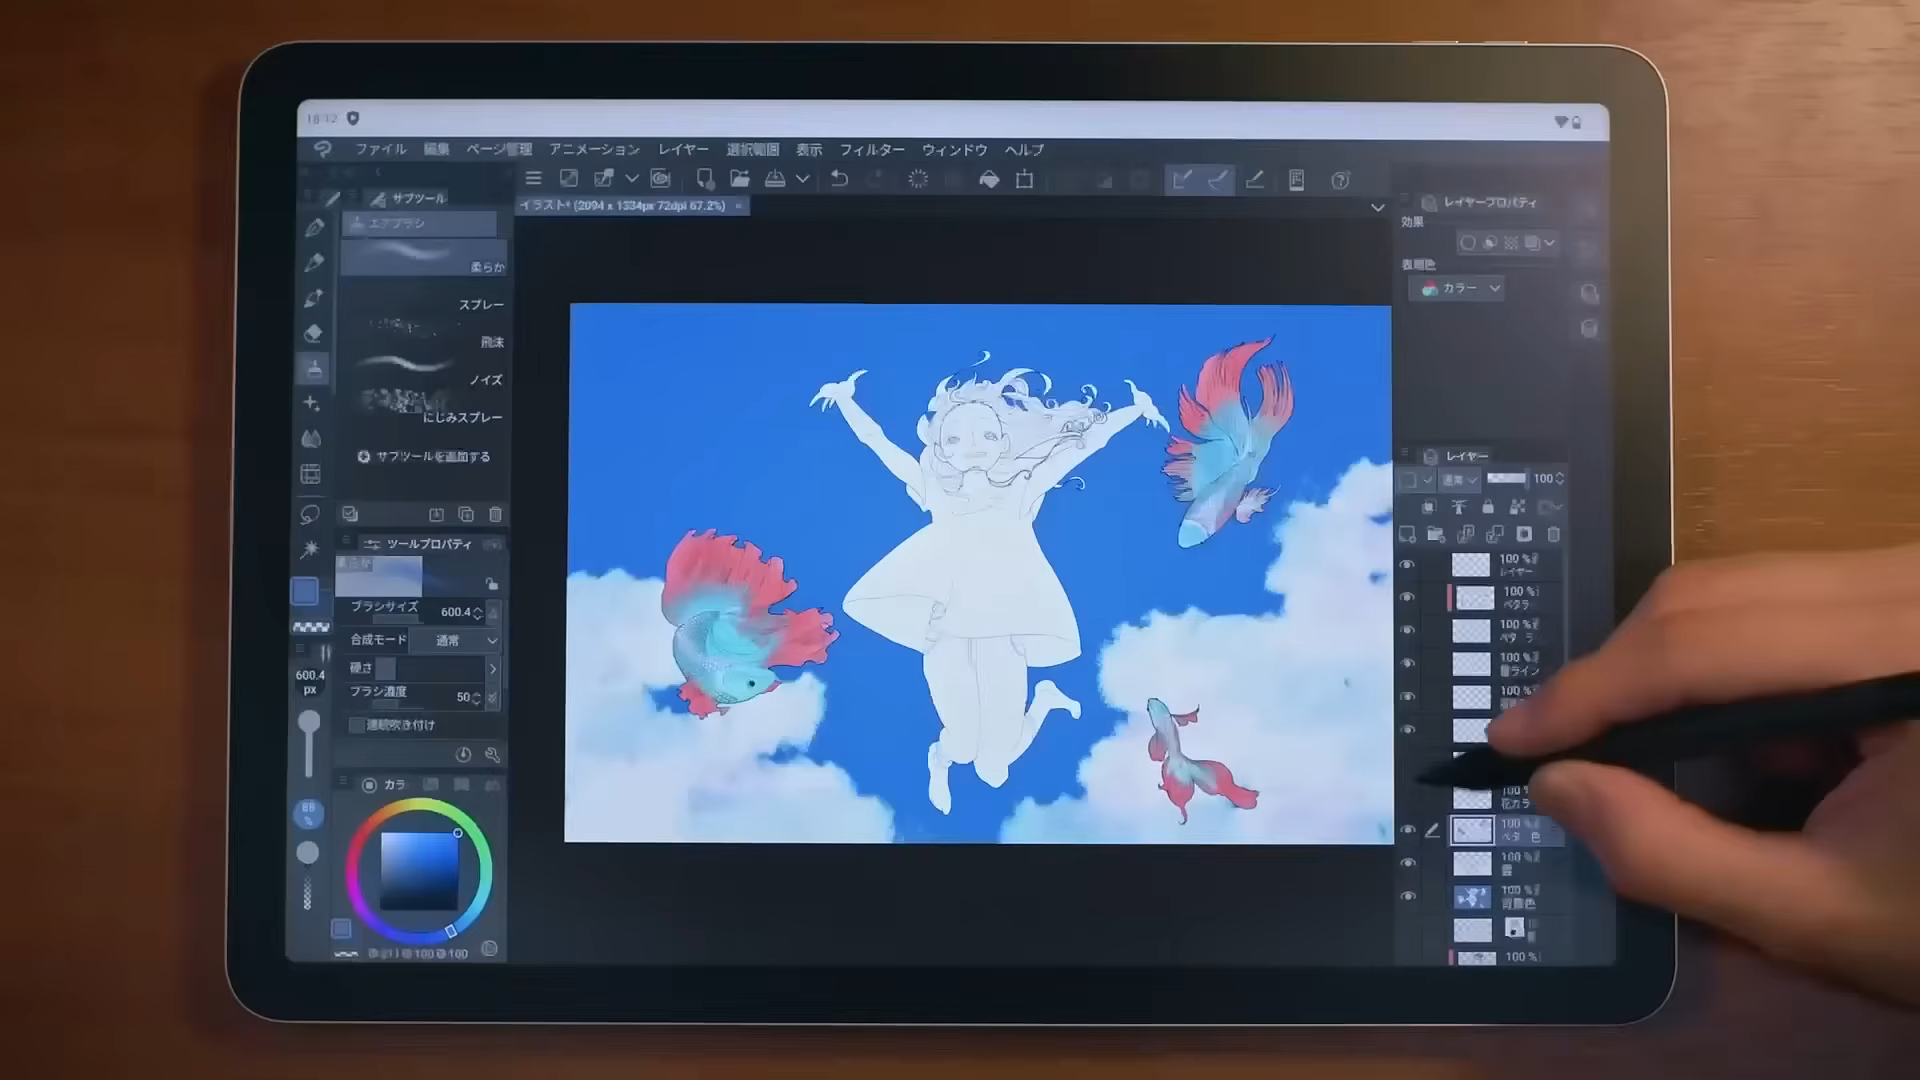 18:12
ファイル 編集 ページ管理 アニメーション レイヤー 選択範囲 表示 フィルター ウィンドウ ヘルプ
イラスト* (2094 x 1334px 72dpi 67.2%)
サブツール
エアブラシ
柔らか
スプレー
飛沫
ノイズ
にじみスプレー
サブツールを追加する
ツールプロパティ
ブラシサイズ 600.4
合成モード 通常
硬さ
ブラシ濃度 50
連続吹き付け
600.4
px
88
%
カラ
100 100
レイヤープロパティ
効果
表現色
カラー
レイヤー
通常 100
100 %
レイヤー
100 %
ベタラ
100 %
ベタ ラ
100 %
100 %
100 %
花カラ
100 %
ベタ 色
100 %
雲
100 %
背景色
100 %